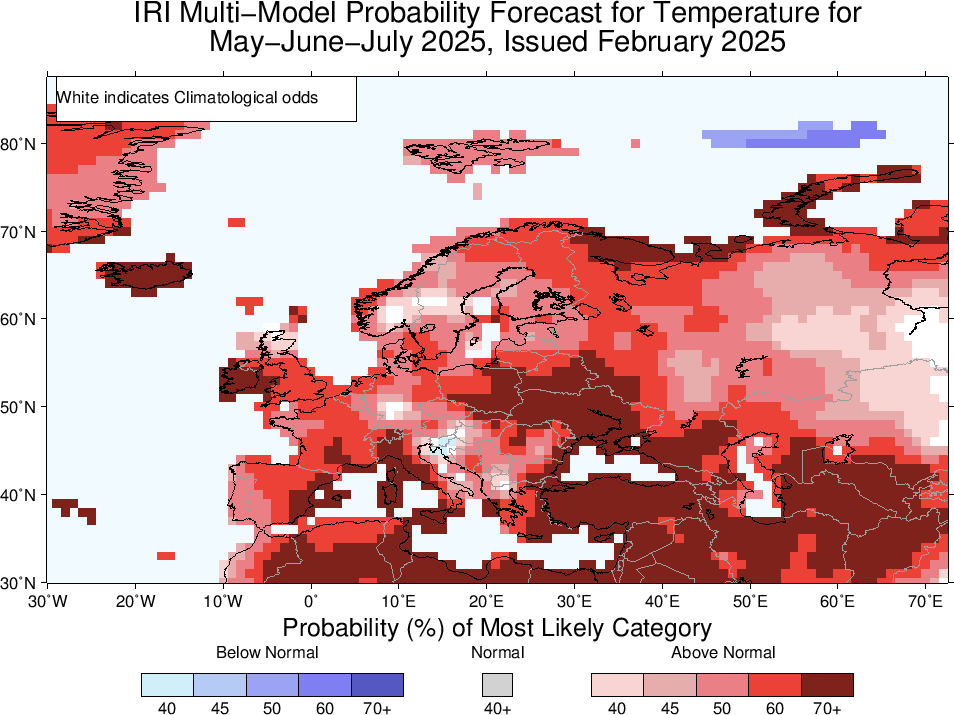 IRI Multi−Model Probability Forecast for Temperature for
May−June−July 2025, Issued February 2025
White indicates Climatological odds
80˚N
70˚N
60˚N
50˚N
40˚N
30˚N
30˚W 20˚W 10˚W 0˚ 10˚E 20˚E 30˚E 40˚E 50˚E 60˚E 70˚E
Probability (%) of Most Likely Category
Below Normal Normal Above Normal
40 45 50 60 70+ 40+ 40 45 50 60 70+